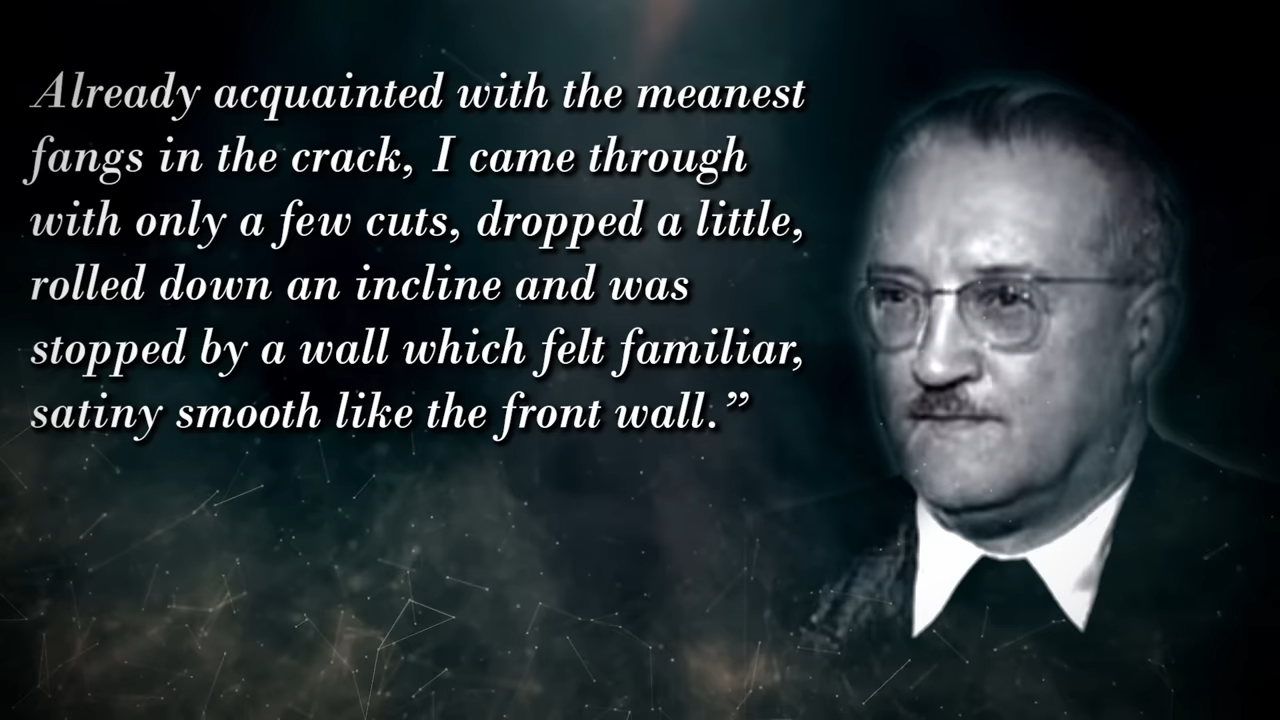 Already acquainted with the meanest
fangs in the crack, I came through
with only a few cuts, dropped a little,
rolled down an incline and was
stopped by a wall which felt familiar,
satiny smooth like the front wall.”